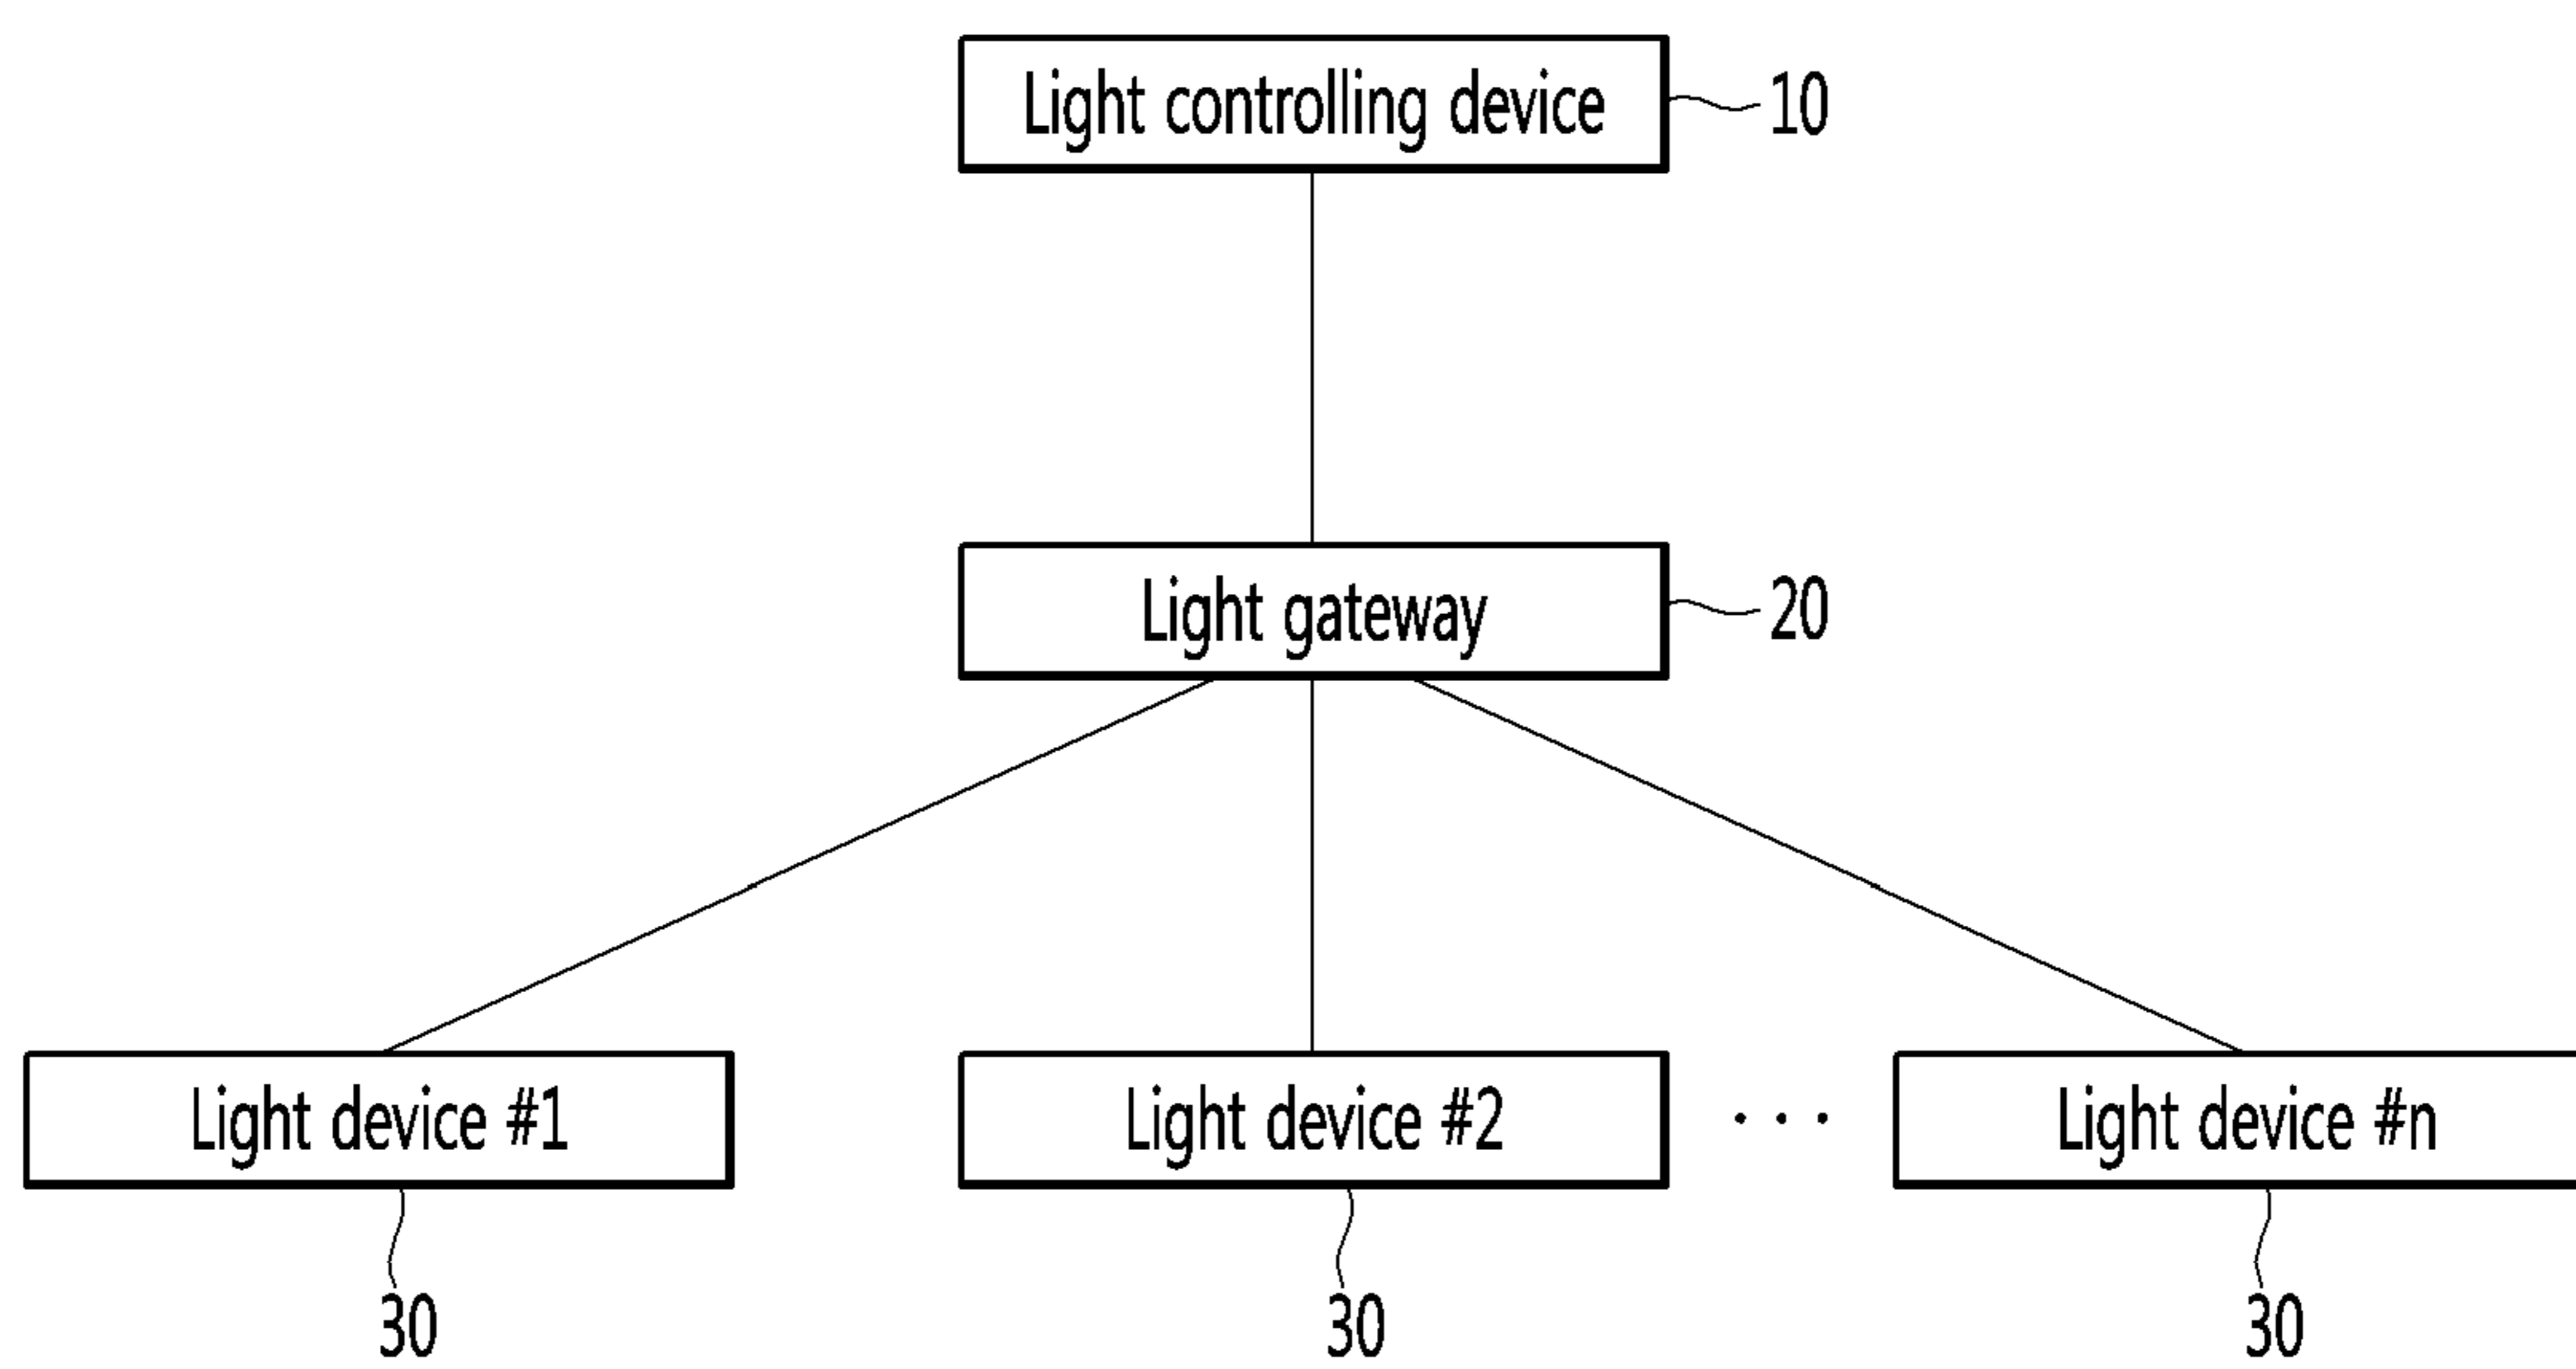 Light controlling device 10
Light gateway 20
Light device #1 Light device #2 ... Light device #n
30 30 30